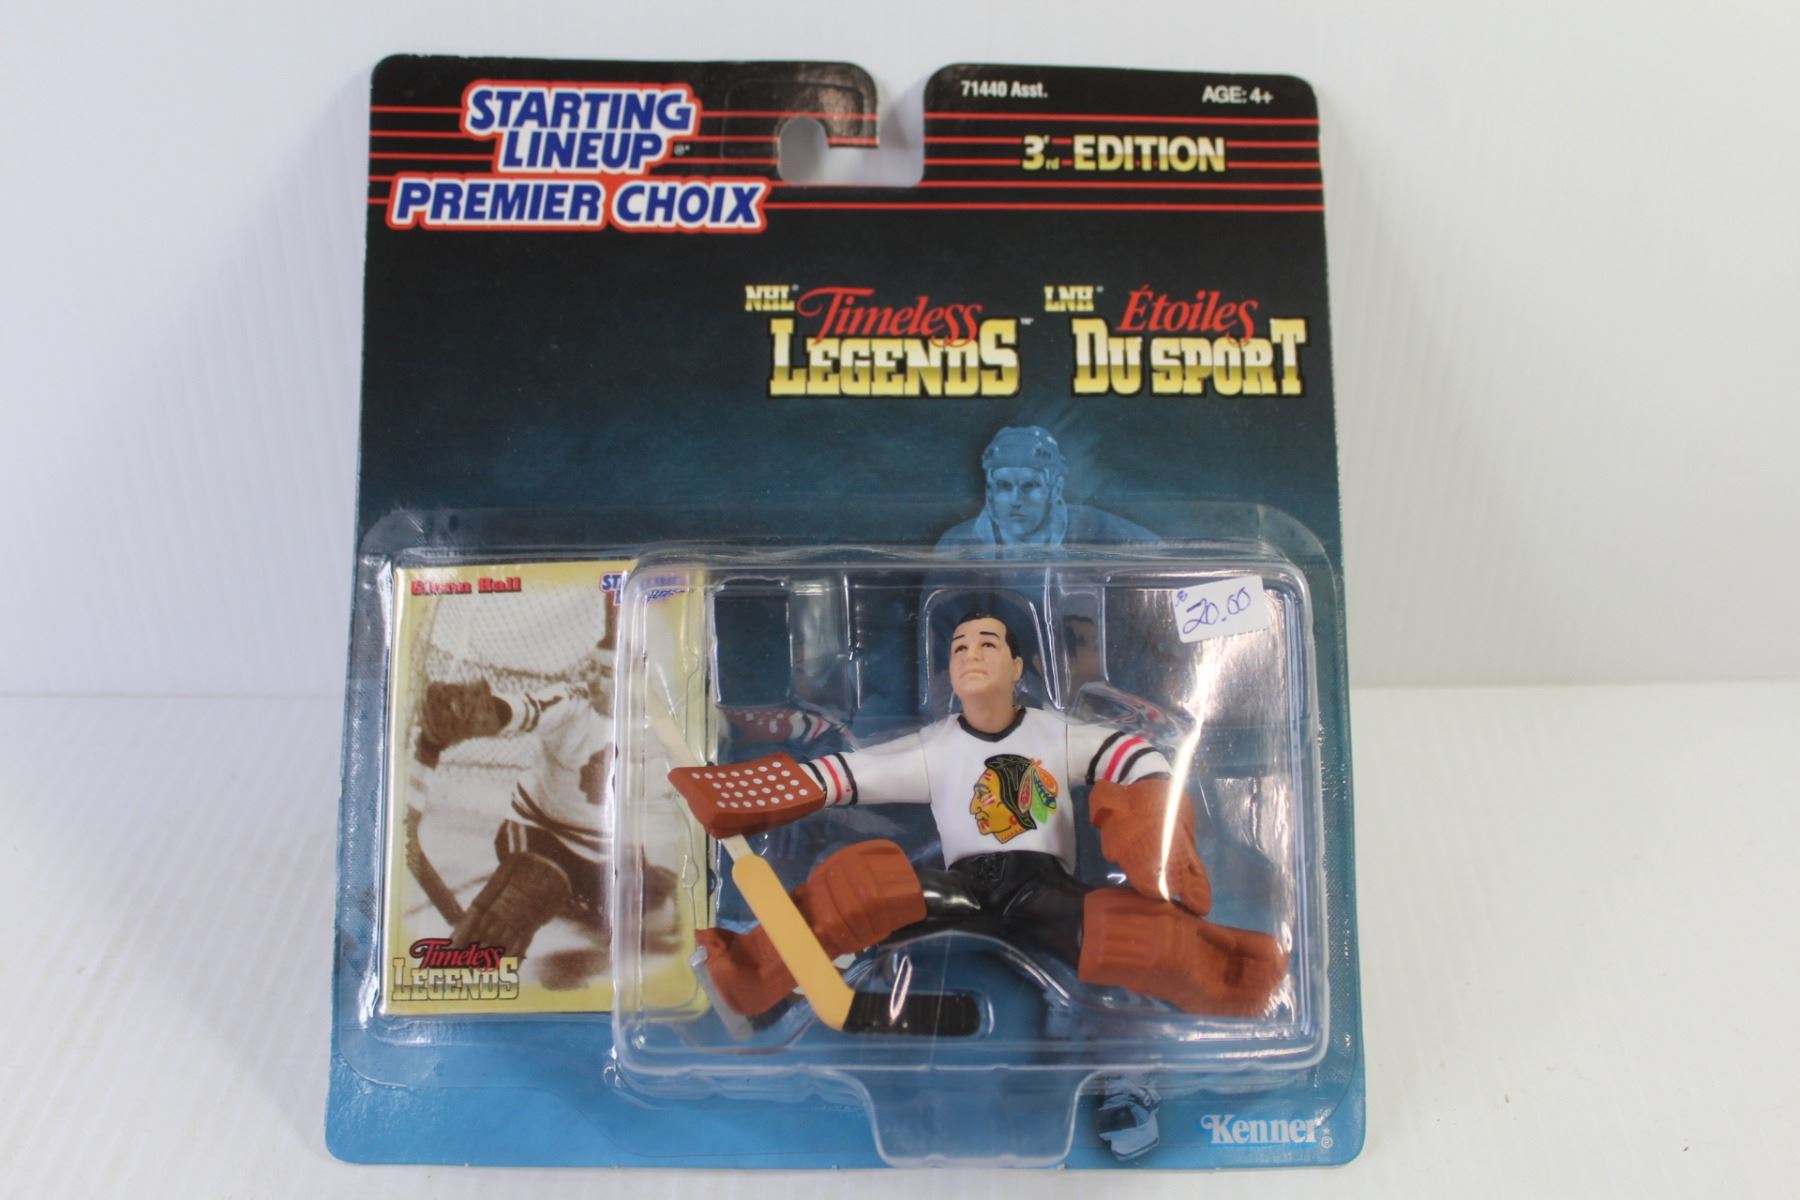 STARTING
LINEUP
PREMIER CHOIX
71440 Asst.
AGE: 4+
3rd EDITION
NHL Timeless
LEGENDS™
LNH Étoiles
DU SPORT
Glenn Hall
$20.00
Timeless
LEGENDS
Kenner®